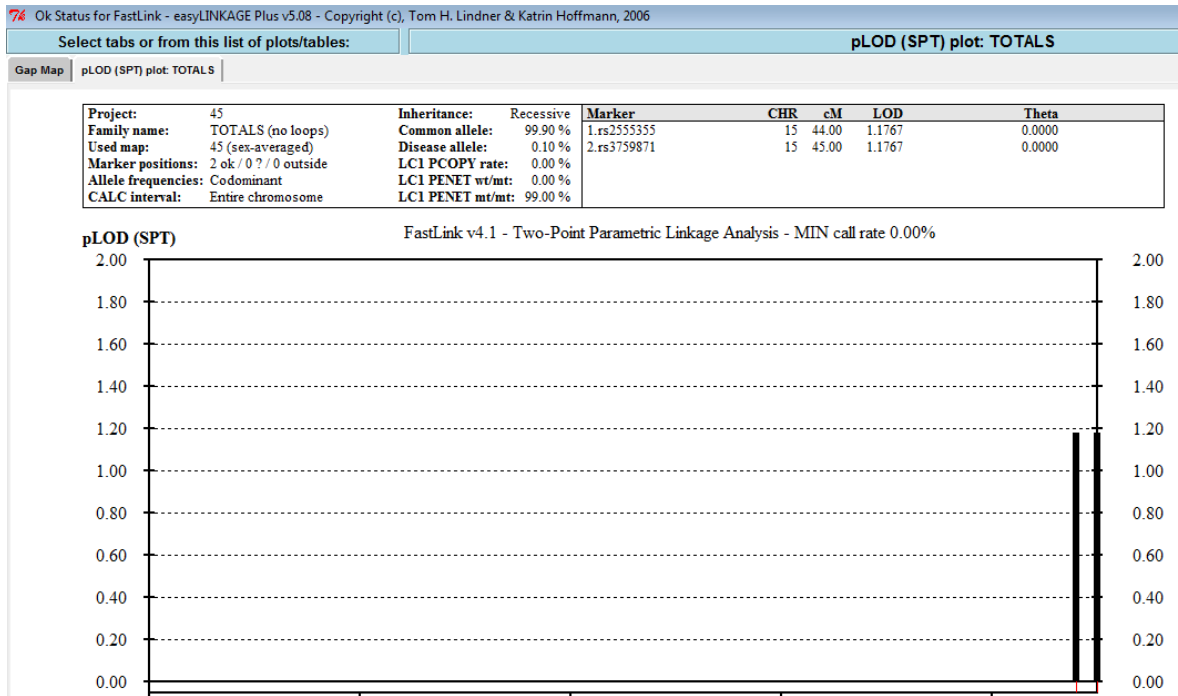 Ok Status for FastLink - easyLINKAGE Plus v5.08 - Copyright (c), Tom H. Lindner & Katrin Hoffmann, 2006
Select tabs or from this list of plots/tables: pLOD (SPT) plot: TOTALS
Gap Map pLOD (SPT) plot: TOTALS
Project: 45 Inheritance: Recessive Marker CHR cM LOD Theta
Family name: TOTALS (no loops) Common allele: 99.90 % 1.rs2555355 15 44.00 1.1767 0.0000
Used map: 45 (sex-averaged) Disease allele: 0.10 % 2.rs3759871 15 45.00 1.1767 0.0000
Marker positions: 2 ok / 0 ? / 0 outside LC1 PCOPY rate: 0.00 %
Allele frequencies: Codominant LC1 PENET wt/mt: 0.00 %
CALC interval: Entire chromosome LC1 PENET mt/mt: 99.00 %
pLOD (SPT) FastLink v4.1 - Two-Point Parametric Linkage Analysis - MIN call rate 0.00%
2.00 2.00
1.80 1.80
1.60 1.60
1.40 1.40
1.20 1.20
1.00 1.00
0.80 0.80
0.60 0.60
0.40 0.40
0.20 0.20
0.00 0.00